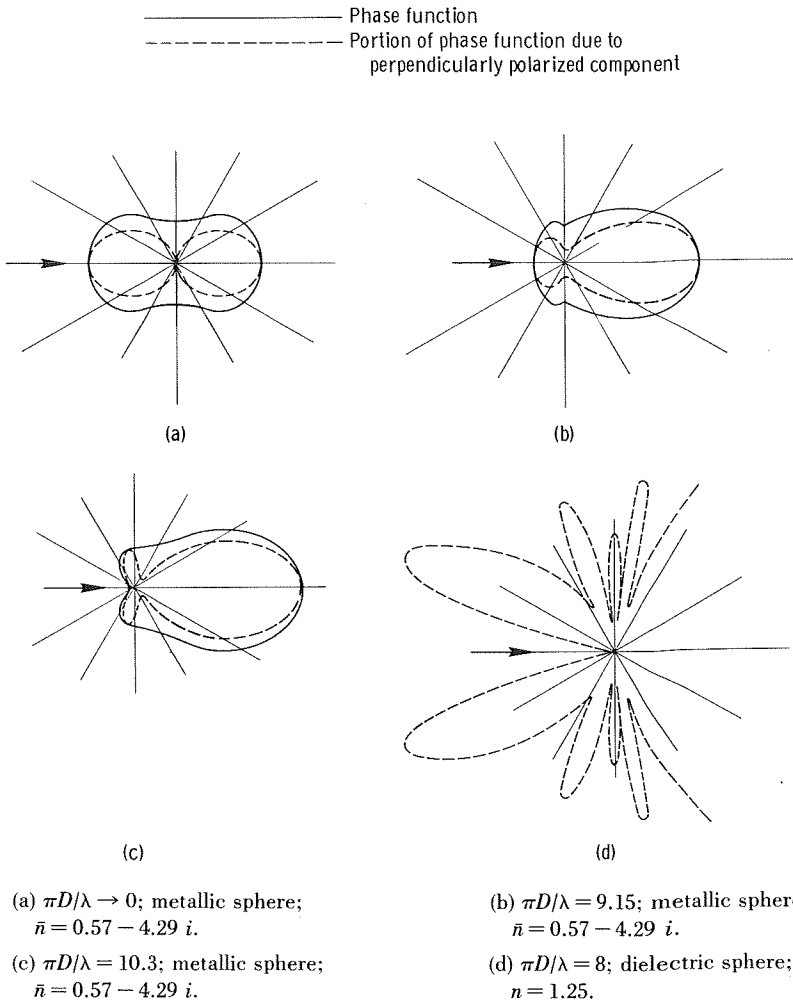 Phase function
Portion of phase function due to
perpendicularly polarized component
(a)
(b)
(c)
(d)
(a) πD/λ → 0; metallic sphere;
n̄ = 0.57 − 4.29 i.
(b) πD/λ = 9.15; metallic spher
n̄ = 0.57 − 4.29 i.
(c) πD/λ = 10.3; metallic sphere;
n̄ = 0.57 − 4.29 i.
(d) πD/λ = 8; dielectric sphere;
n = 1.25.